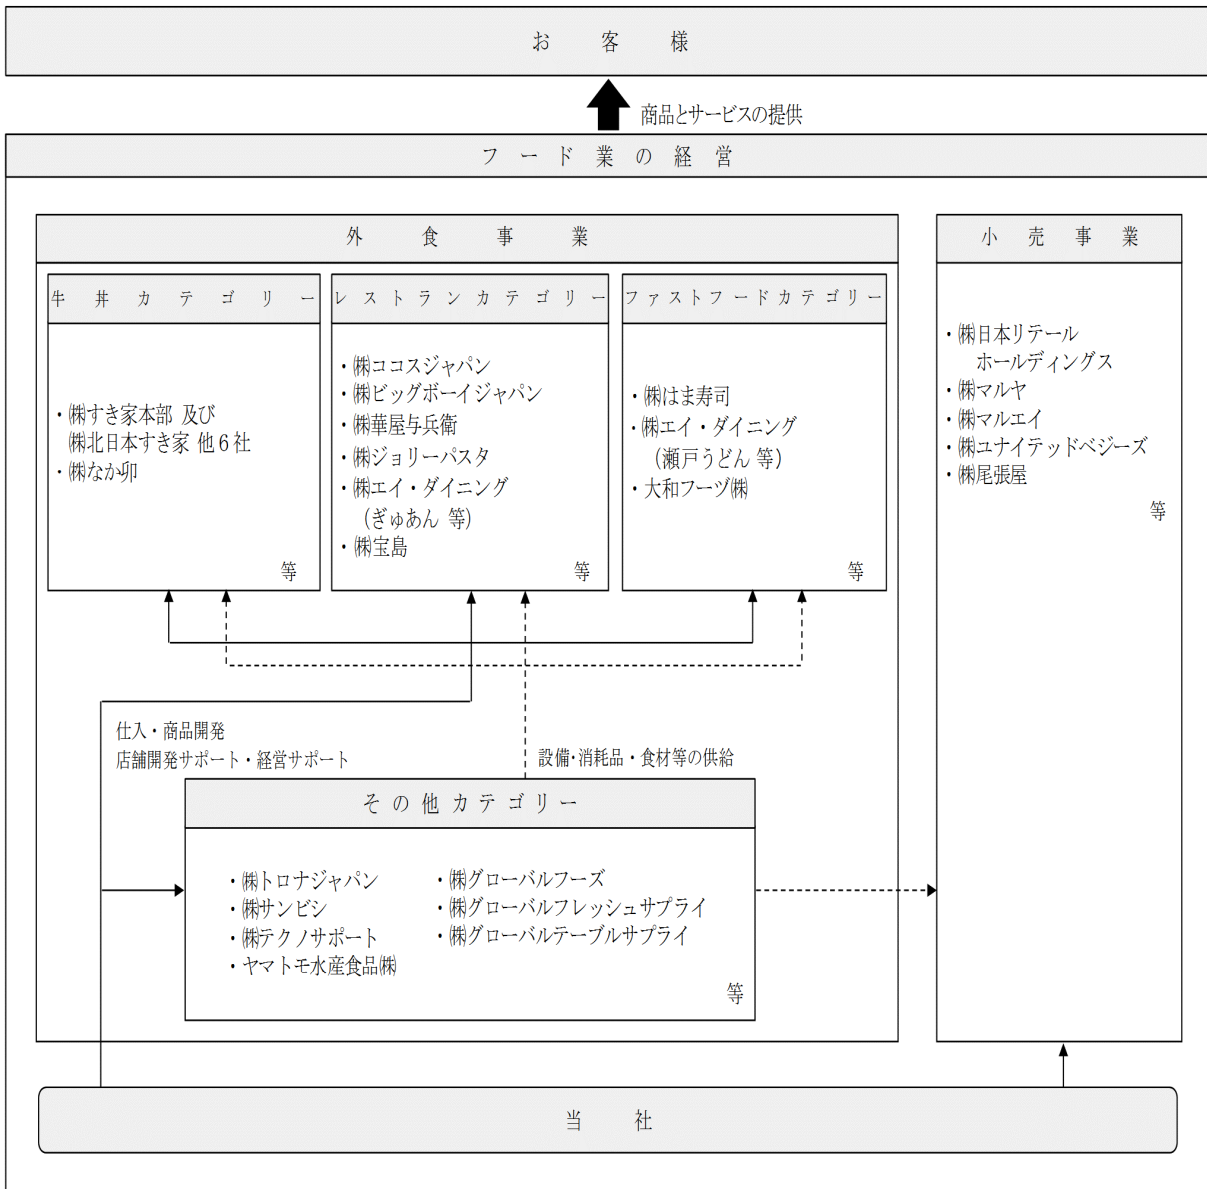 お客様
商品とサービスの提供
フード業の経営
外食事業
牛丼カテゴリー
・㈱すき家本部 及び
㈱北日本すき家 他６社
・㈱なか卯
等
レストランカテゴリー
・㈱ココスジャパン
・㈱ビッグボーイジャパン
・㈱華屋与兵衛
・㈱ジョリーパスタ
・㈱エイ・ダイニング
（ぎゅあん 等）
・㈱宝島
等
ファストフードカテゴリー
・㈱はま寿司
・㈱エイ・ダイニング
（瀬戸うどん 等）
・大和フーヅ㈱
等
小売事業
・㈱日本リテール
ホールディングス
・㈱マルヤ
・㈱マルエイ
・㈱ユナイテッドベジーズ
・㈱尾張屋
等
仕入・商品開発
店舗開発サポート・経営サポート
設備・消耗品・食材等の供給
その他カテゴリー
・㈱トロナジャパン
・㈱サンビシ
・㈱テクノサポート
・ヤマトモ水産食品㈱
・㈱グローバルフーズ
・㈱グローバルフレッシュサプライ
・㈱グローバルテーブルサプライ
等
当社